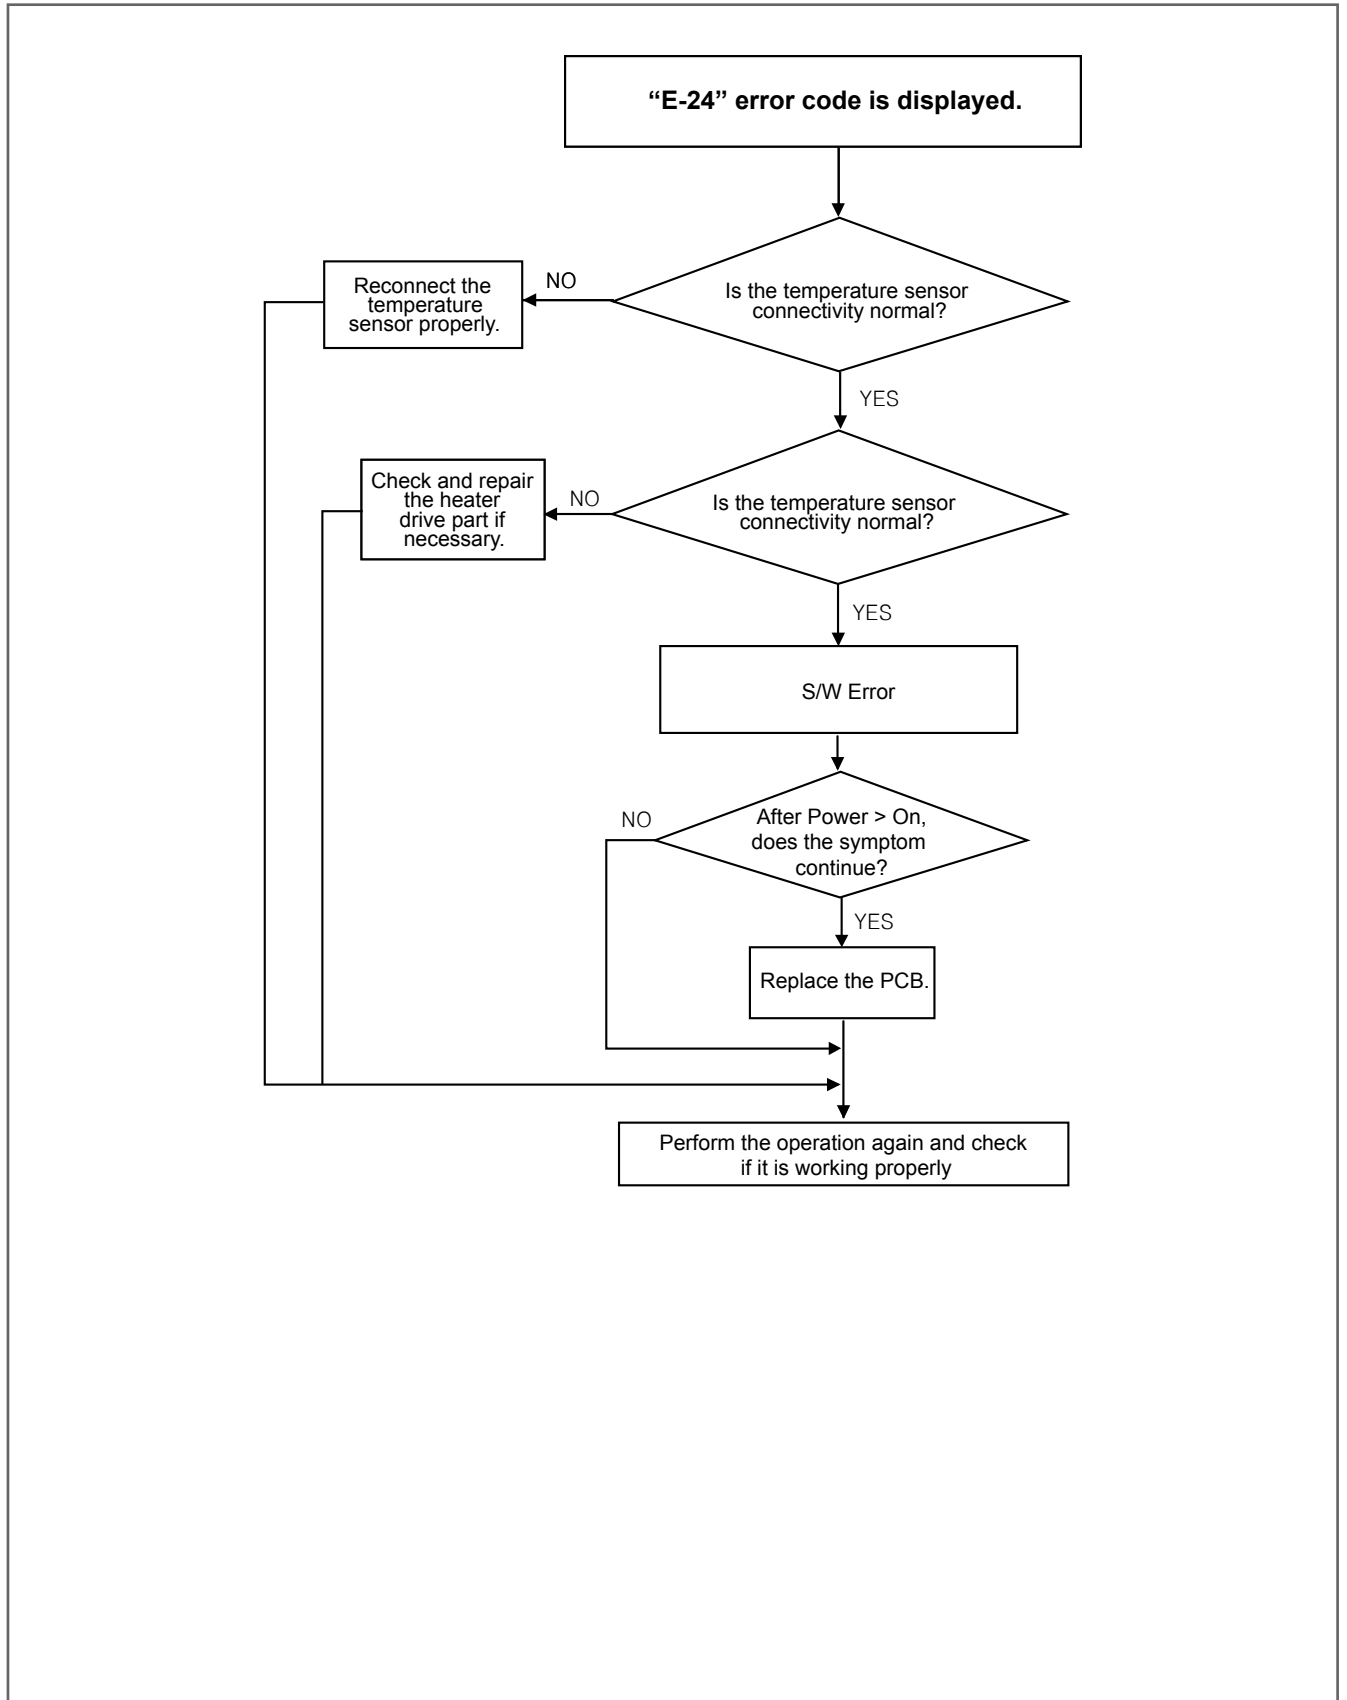 “E-24” error code is displayed.
Is the temperature sensor
connectivity normal?
NO
Reconnect the
temperature
sensor properly.
YES
Is the temperature sensor
connectivity normal?
NO
Check and repair
the heater
drive part if
necessary.
YES
S/W Error
After Power > On,
does the symptom
continue?
NO
YES
Replace the PCB.
Perform the operation again and check
if it is working properly